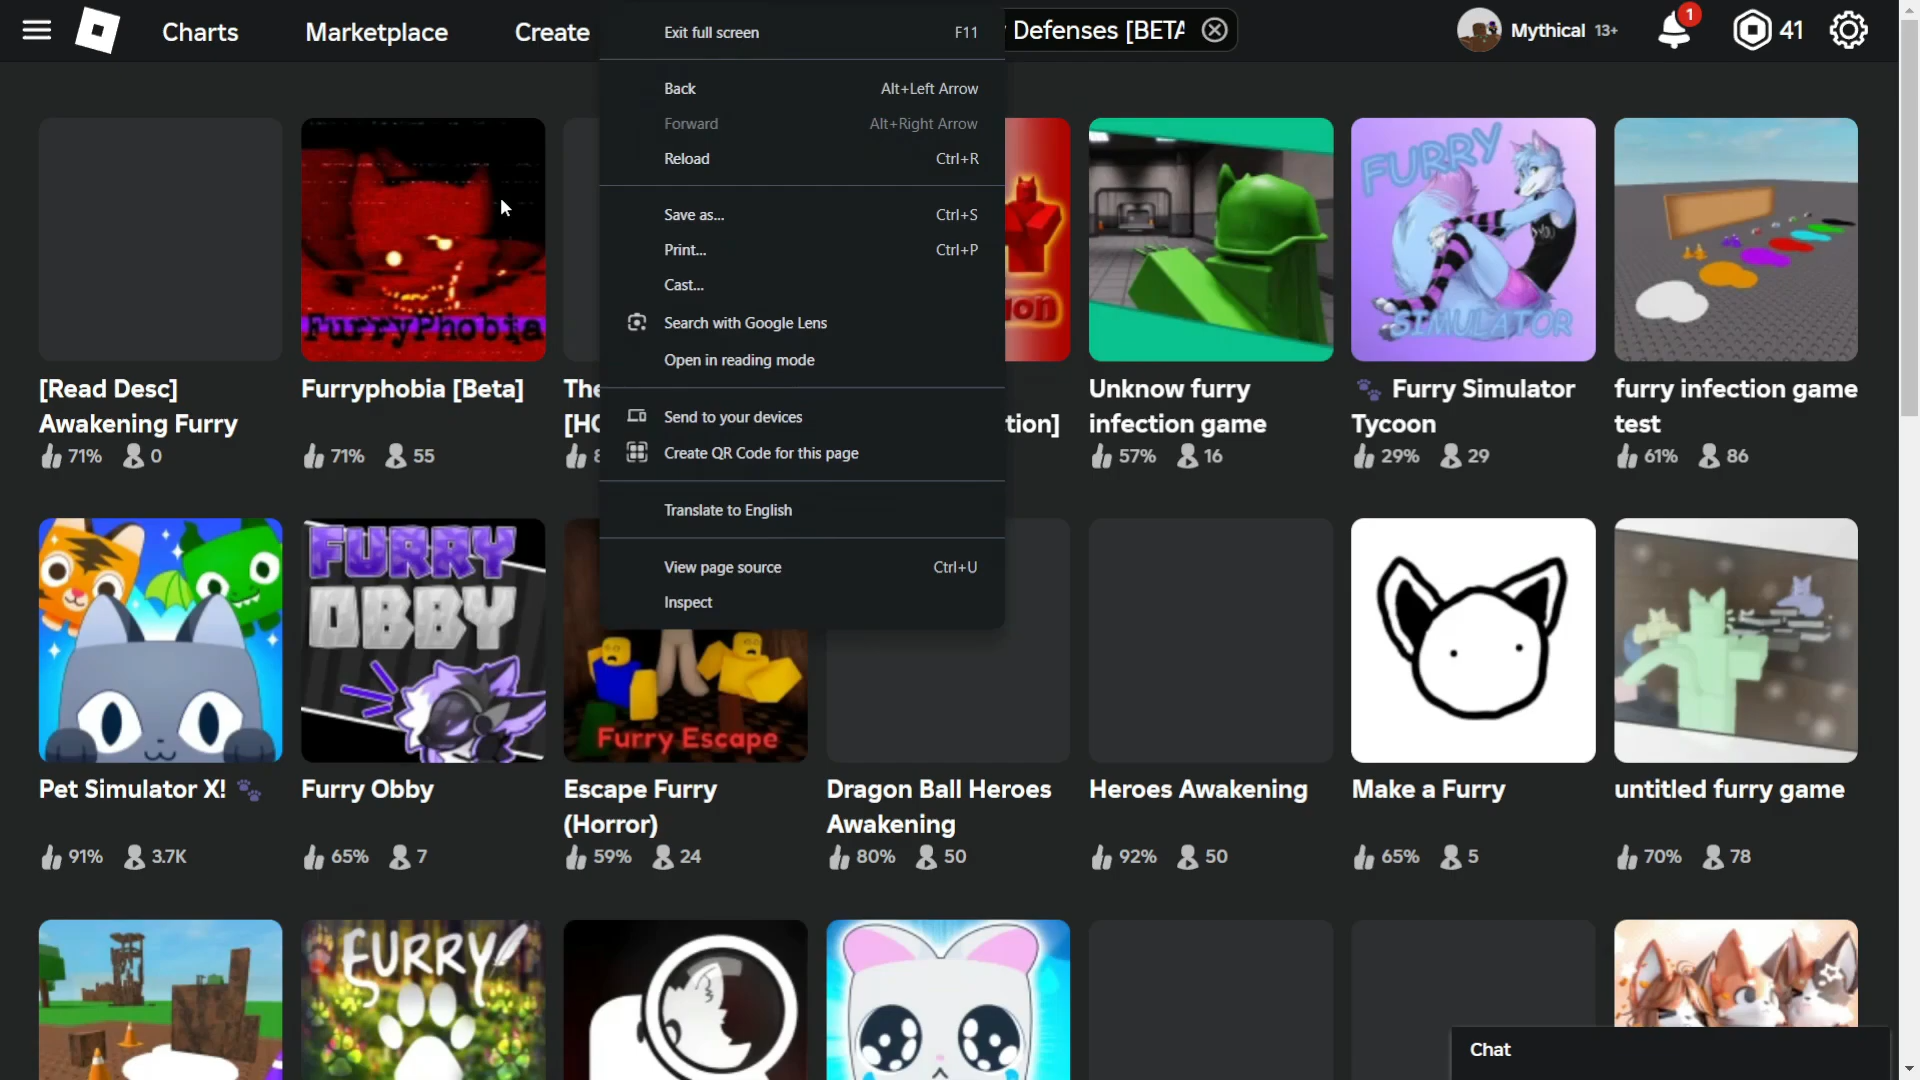 Charts
Marketplace
Create
Defenses [BETA
Mythical 13+
1
41
Exit full screen F11
Back Alt+Left Arrow
Forward Alt+Right Arrow
Reload Ctrl+R
Save as... Ctrl+S
Print... Ctrl+P
Cast...
Search with Google Lens
Open in reading mode
Send to your devices
Create QR Code for this page
Translate to English
View page source Ctrl+U
Inspect
FurryPhobia
FURRY
SIMULATOR
[Read Desc]
Awakening Furry
71% 0
Furryphobia [Beta]
71% 55
[HO
tion]
Unknow furry
infection game
57% 16
🐾 Furry Simulator
Tycoon
29% 29
furry infection game
test
61% 86
FURRY
OBBY
Furry Escape
Pet Simulator X! 🐾
91% 3.7K
Furry Obby
65% 7
Escape Furry
(Horror)
59% 24
Dragon Ball Heroes
Awakening
80% 50
Heroes Awakening
92% 50
Make a Furry
65% 5
untitled furry game
70% 78
FURRY
Chat